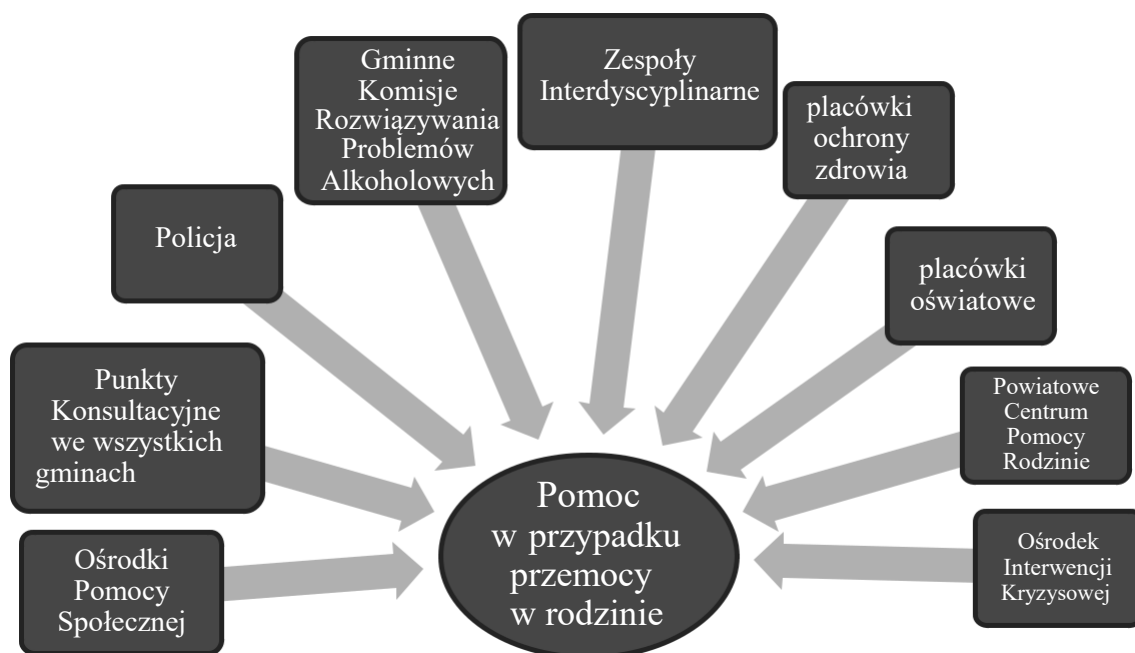 Gminne
Komisje
Rozwiązywania
Problemów
Alkoholowych
Zespoły
Interdyscyplinarne
placówki
ochrony
zdrowia
Policja
placówki
oświatowe
Punkty
Konsultacyjne
we wszystkich
gminach
Powiatowe
Centrum
Pomocy
Rodzinie
Ośrodki
Pomocy
Społecznej
Pomoc
w przypadku
przemocy
w rodzinie
Ośrodek
Interwencji
Kryzysowej